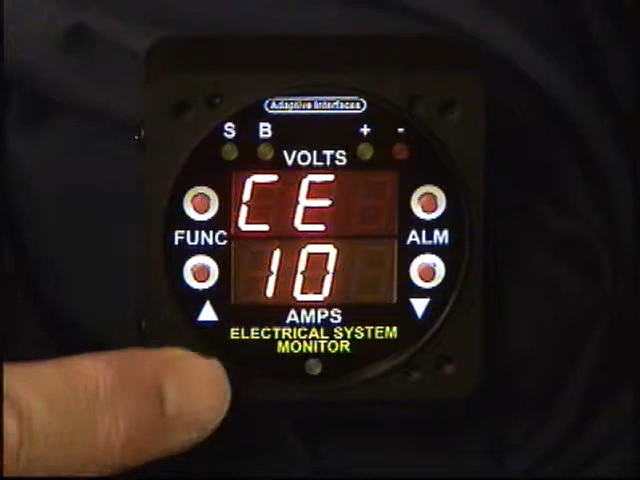 Adaptive Interfaces
S B + -
VOLTS
CE
FUNC ALM
10
AMPS
ELECTRICAL SYSTEM
MONITOR